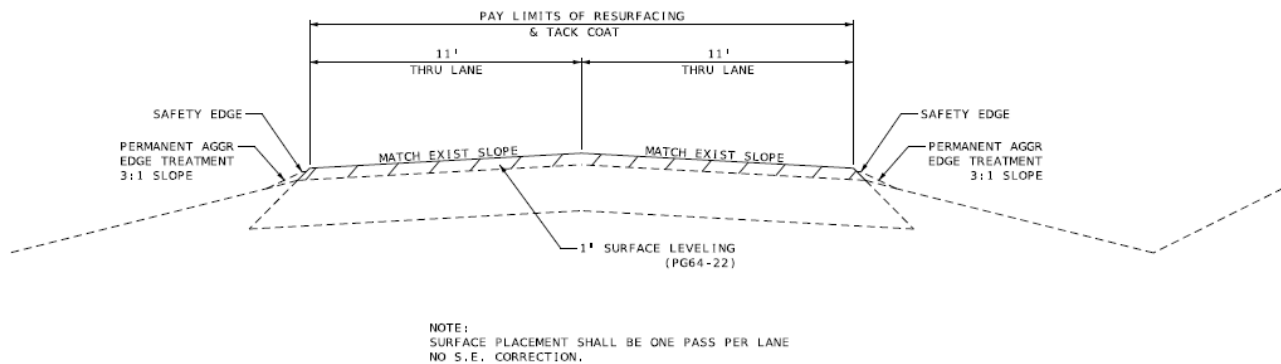 PAY LIMITS OF RESURFACING
& TACK COAT
11'
THRU LANE
11'
THRU LANE
SAFETY EDGE
SAFETY EDGE
PERMANENT AGGR
EDGE TREATMENT
3:1 SLOPE
MATCH EXIST SLOPE
MATCH EXIST SLOPE
PERMANENT AGGR
EDGE TREATMENT
3:1 SLOPE
1" SURFACE LEVELING
(PG64-22)
NOTE:
SURFACE PLACEMENT SHALL BE ONE PASS PER LANE
NO S.E. CORRECTION.